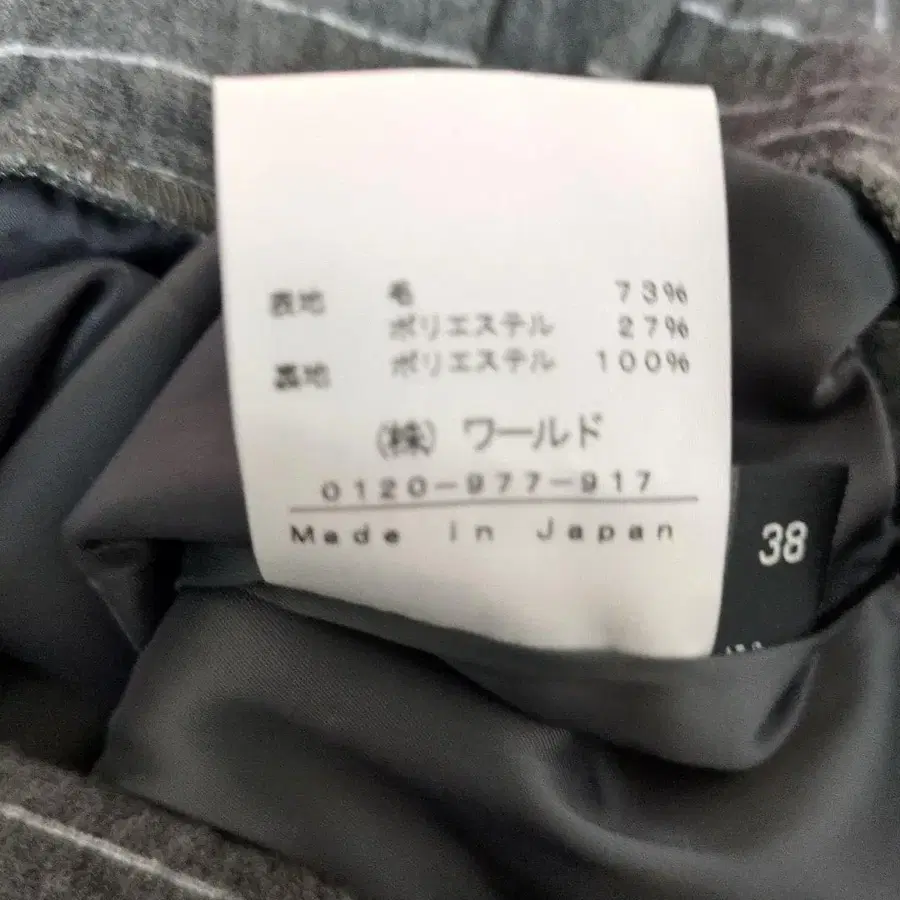 表地 毛 73%
ポリエステル 27%
裏地 ポリエステル 100%
(株) ワールド
0120-977-917
Made in Japan
38